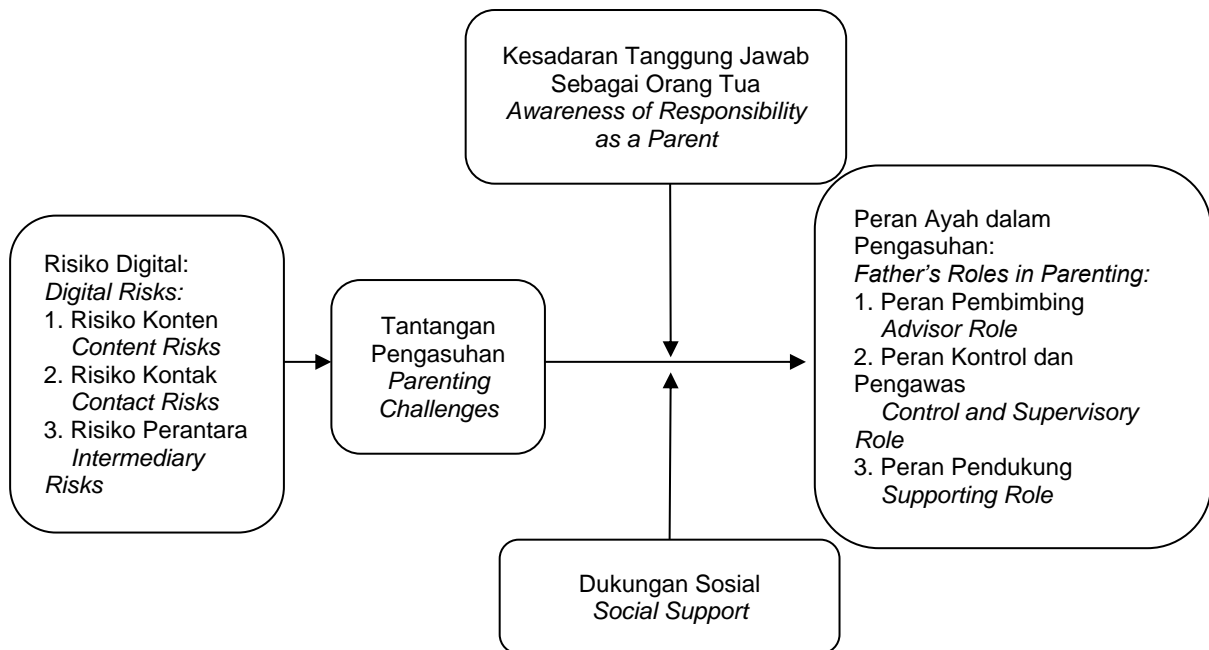 Kesadaran Tanggung Jawab
Sebagai Orang Tua
Awareness of Responsibility
as a Parent
Risiko Digital:
Digital Risks:
1. Risiko Konten
Content Risks
2. Risiko Kontak
Contact Risks
3. Risiko Perantara
Intermediary
Risks
Tantangan
Pengasuhan
Parenting
Challenges
Peran Ayah dalam
Pengasuhan:
Father’s Roles in Parenting:
1. Peran Pembimbing
Advisor Role
2. Peran Kontrol dan
Pengawas
Control and Supervisory
Role
3. Peran Pendukung
Supporting Role
Dukungan Sosial
Social Support